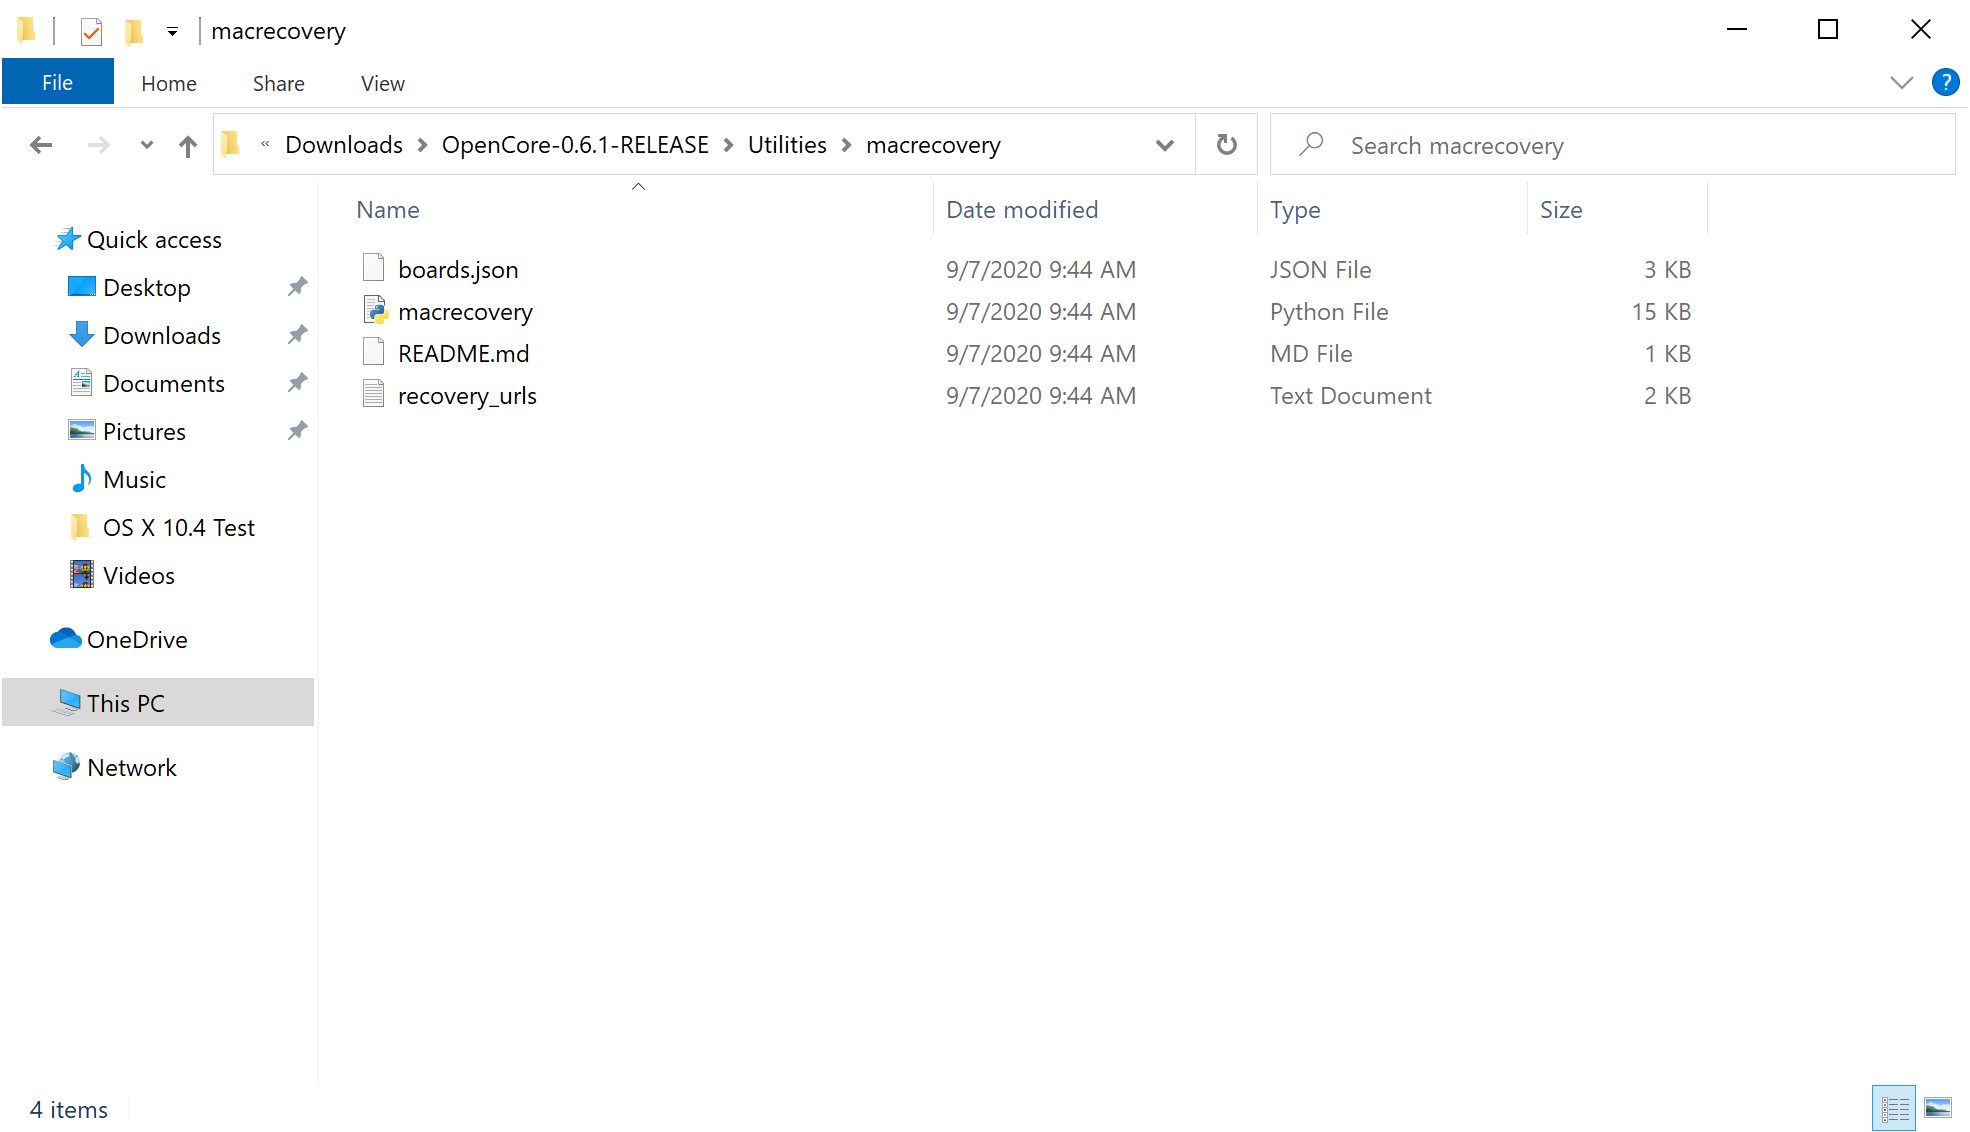 macrecovery
File Home Share View ?
« Downloads > OpenCore-0.6.1-RELEASE > Utilities > macrecovery Search macrecovery
Name Date modified Type Size
Quick access
Desktop
Downloads
Documents
Pictures
Music
OS X 10.4 Test
Videos
OneDrive
This PC
Network
boards.json 9/7/2020 9:44 AM JSON File 3 KB
macrecovery 9/7/2020 9:44 AM Python File 15 KB
README.md 9/7/2020 9:44 AM MD File 1 KB
recovery_urls 9/7/2020 9:44 AM Text Document 2 KB
4 items